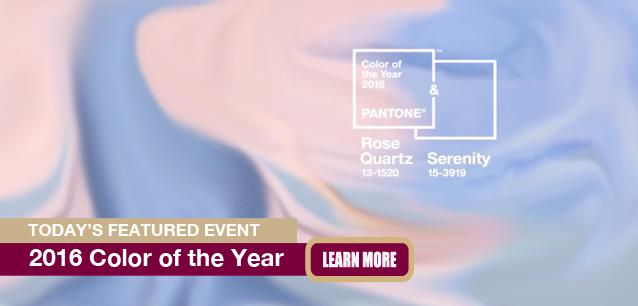 Color of
the Year
2016
™
&
PANTONE®
Rose
Quartz
13-1520
Serenity
15-3919
TODAY'S FEATURED EVENT
2016 Color of the Year
LEARN MORE